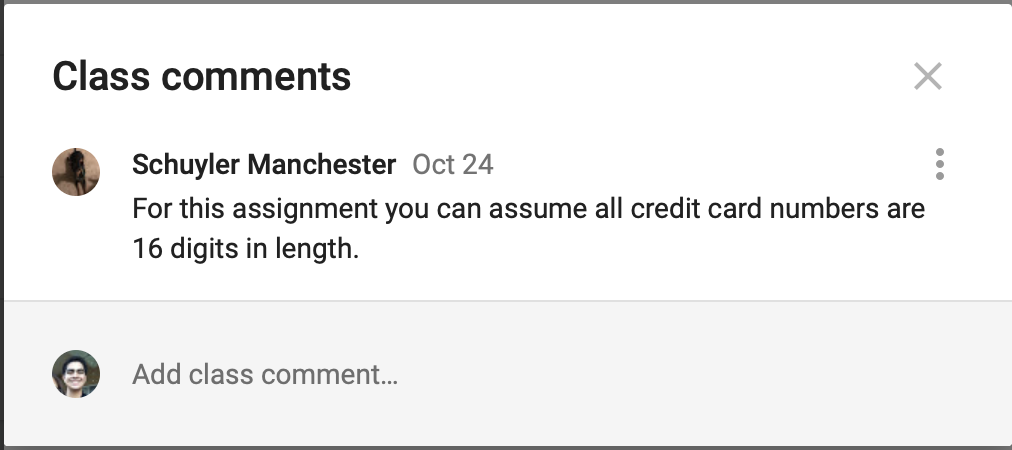 Class comments
Schuyler Manchester Oct 24
For this assignment you can assume all credit card numbers are
16 digits in length.
Add class comment…